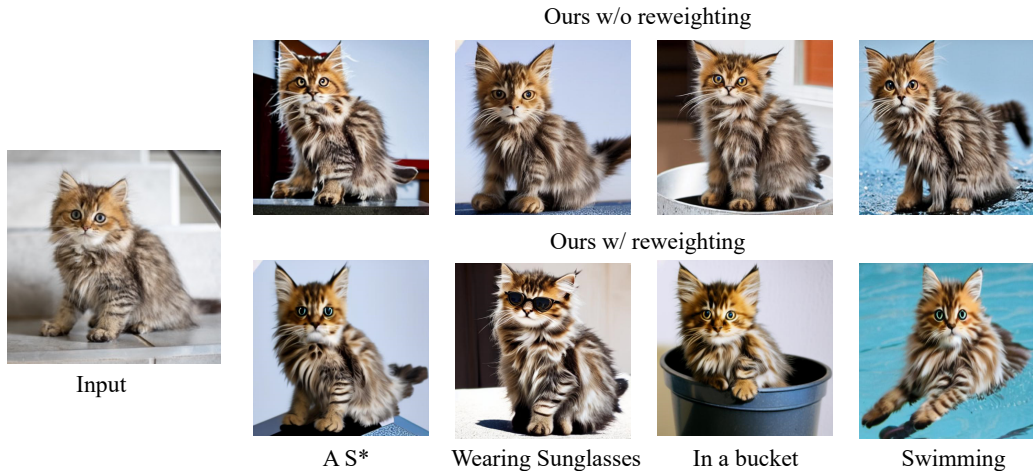 Ours w/o reweighting
Ours w/ reweighting
Input
A S*
Wearing Sunglasses
In a bucket
Swimming